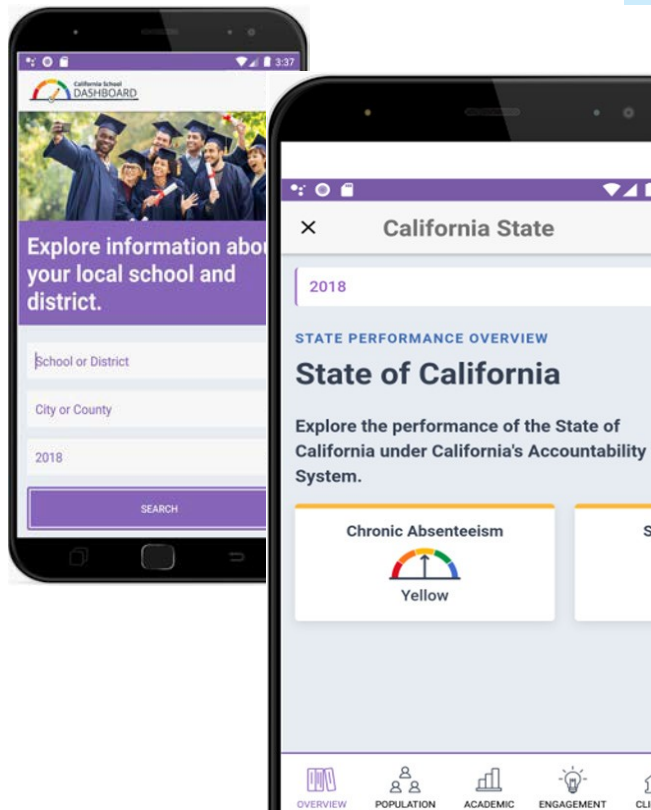 3:37
California School
DASHBOARD
Explore information
your local school and
district.
School or District
City or County
2018
SEARCH
California State
2018
STATE PERFORMANCE OVERVIEW
State of California
Explore the performance of the State of
California under California's Accountability
System.
Chronic Absenteeism
Yellow
OVERVIEW
POPULATION
ACADEMIC
ENGAGEMENT